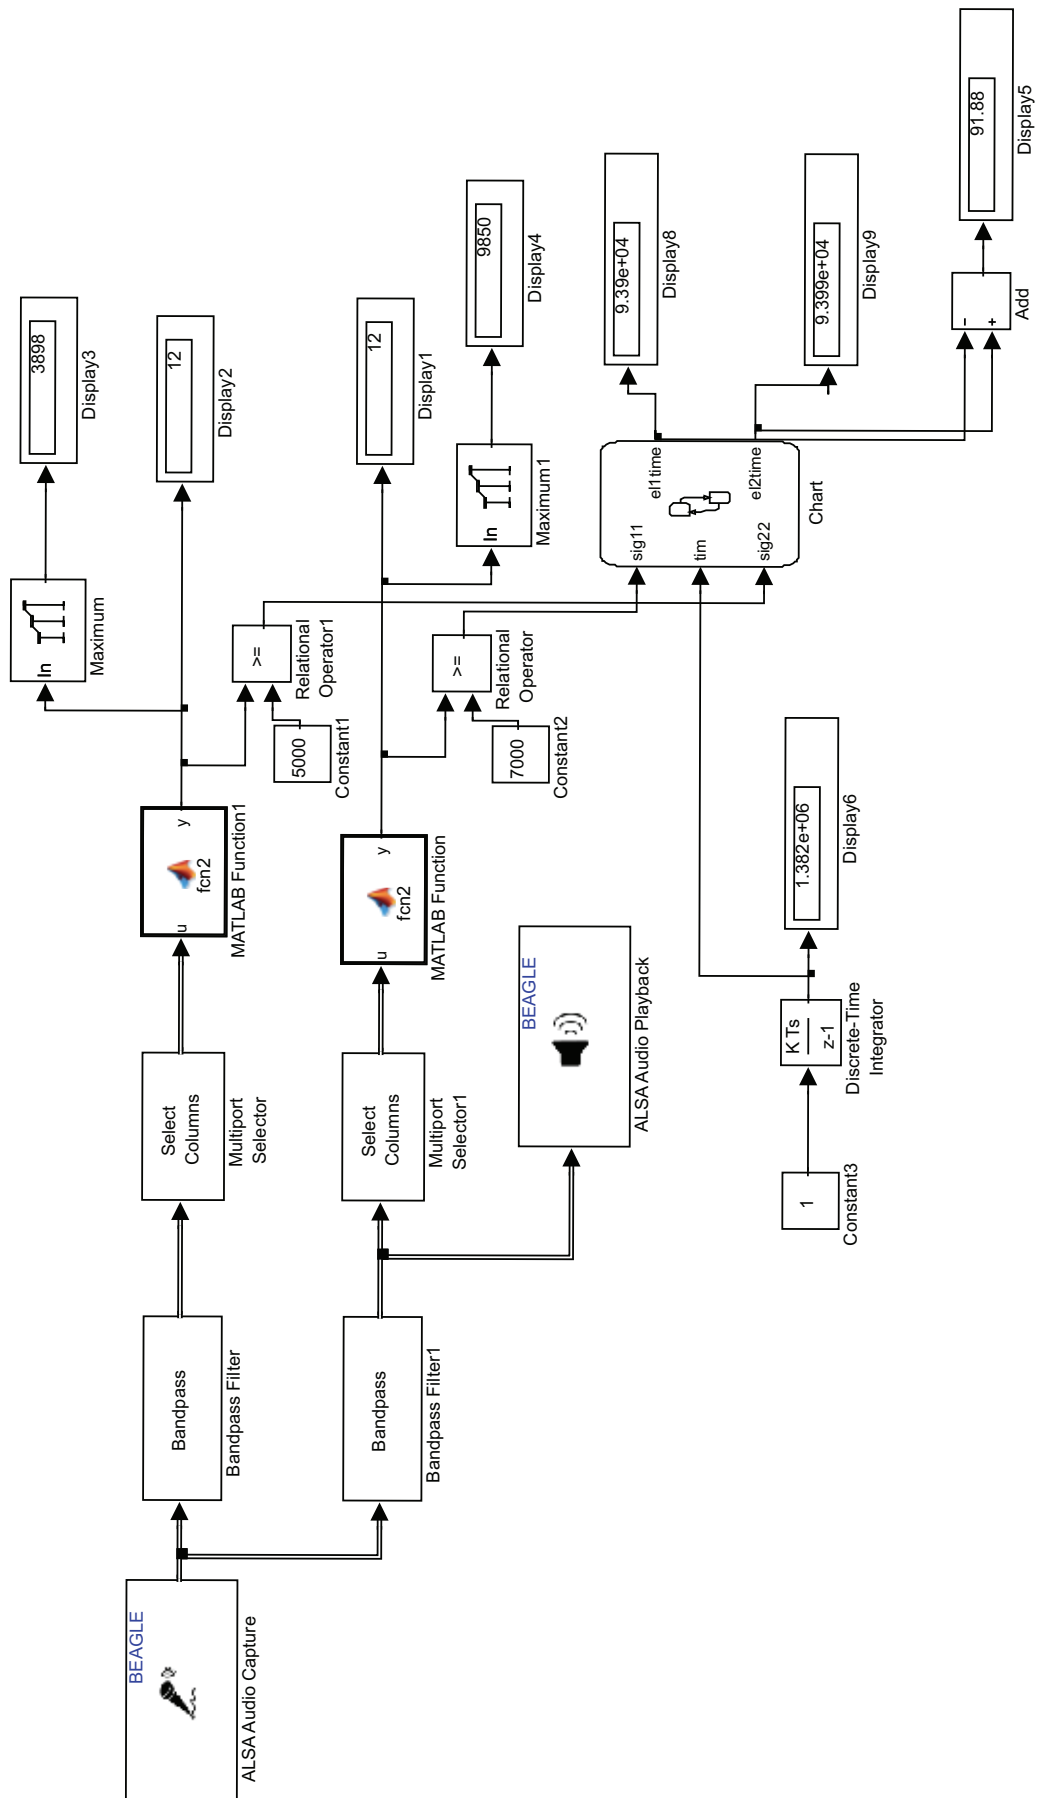 BEAGLE
ALSA Audio Capture
Bandpass
Bandpass Filter
Select
Columns
Multiport
Selector
u
fcn2
y
MATLAB Function1
In
Maximum
3898
Display3
12
Display2
>=
Relational
Operator1
5000
Constant1
Bandpass
Bandpass Filter1
Select
Columns
Multiport
Selector1
u
fcn2
y
MATLAB Function
12
Display1
In
Maximum1
9850
Display4
>=
Relational
Operator
7000
Constant2
BEAGLE
ALSA Audio Playback
sig11
tim
sig22
el1time
el2time
Chart
9.39e+04
Display8
9.399e+04
Display9
1
Constant3
K Ts
z-1
Discrete-Time
Integrator
1.382e+06
Display6
−
+
Add
91.88
Display5